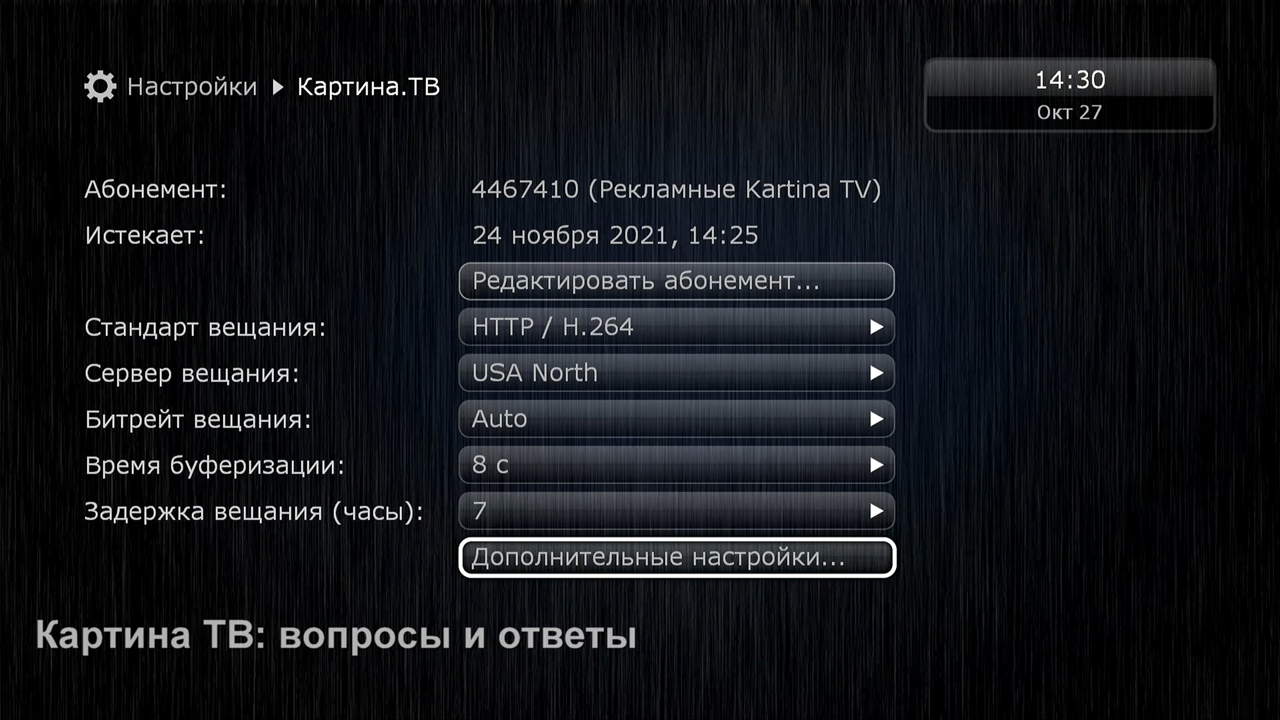 Настройки ▶ Картина.ТВ
14:30
Окт 27
Абонемент: 4467410 (Рекламные Kartina TV)
Истекает: 24 ноября 2021, 14:25
Редактировать абонемент...
Стандарт вещания: HTTP / H.264
Сервер вещания: USA North
Битрейт вещания: Auto
Время буферизации: 8 с
Задержка вещания (часы): 7
Дополнительные настройки...
Картина ТВ: вопросы и ответы